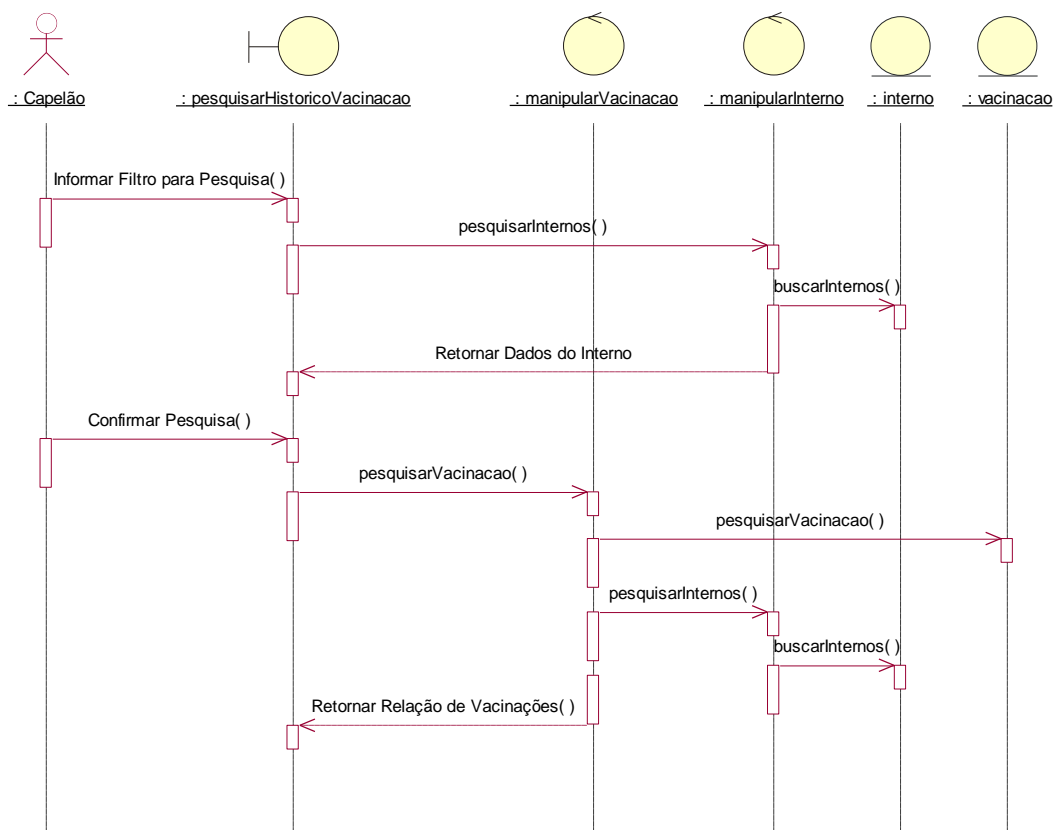 : Capelão
: pesquisarHistoricoVacinacao
: manipularVacinacao
: manipularInterno
: interno
: vacinacao
Informar Filtro para Pesquisa( )
pesquisarInternos( )
buscarInternos( )
Retornar Dados do Interno
Confirmar Pesquisa( )
pesquisarVacinacao( )
pesquisarVacinacao( )
pesquisarInternos( )
buscarInternos( )
Retornar Relação de Vacinações( )